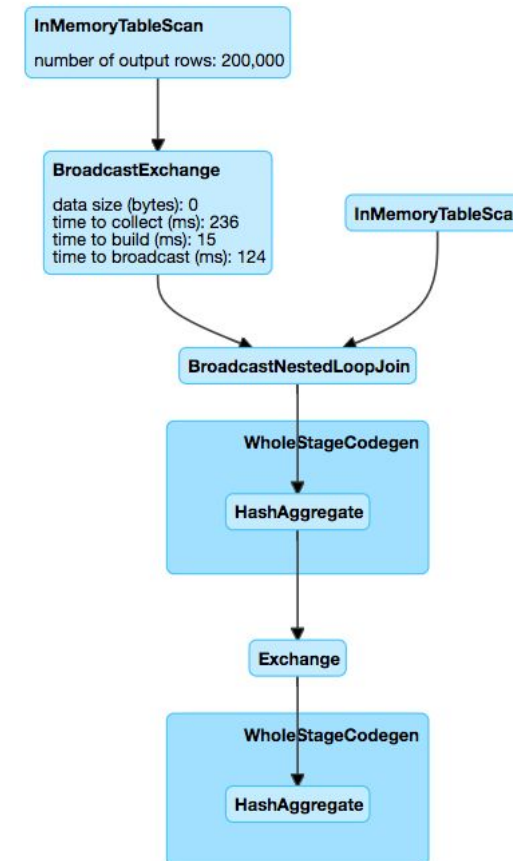 InMemoryTableScan
number of output rows: 200,000
BroadcastExchange
data size (bytes): 0
time to collect (ms): 236
time to build (ms): 15
time to broadcast (ms): 124
InMemoryTableSca
BroadcastNestedLoopJoin
WholeStageCodegen
HashAggregate
Exchange
WholeStageCodegen
HashAggregate